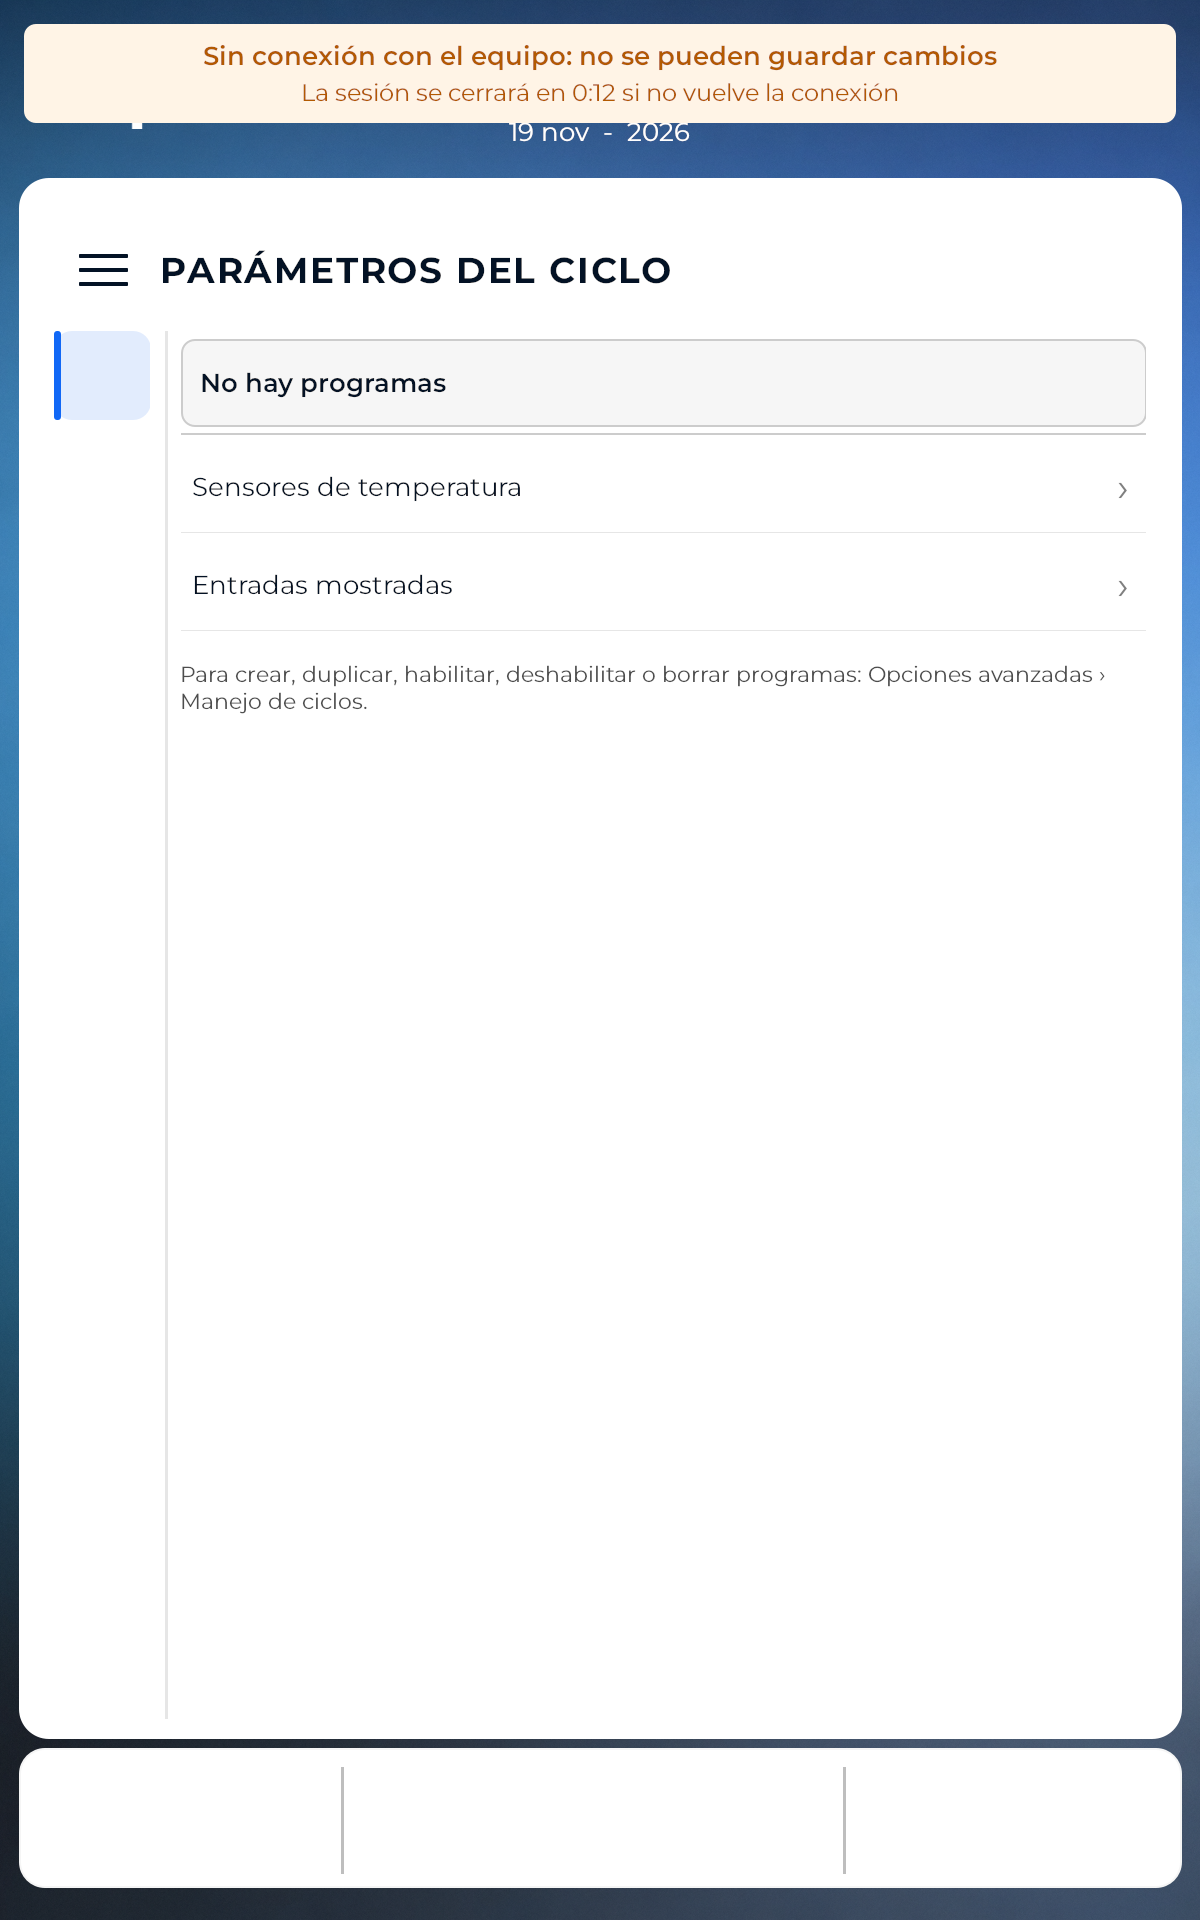 Sin conexión con el equipo: no se pueden guardar cambios
La sesión se cerrará en 0:12 si no vuelve la conexión
19 nov - 2026
PARÁMETROS DEL CICLO
No hay programas
Sensores de temperatura ›
Entradas mostradas ›
Para crear, duplicar, habilitar, deshabilitar o borrar programas: Opciones avanzadas ›
Manejo de ciclos.